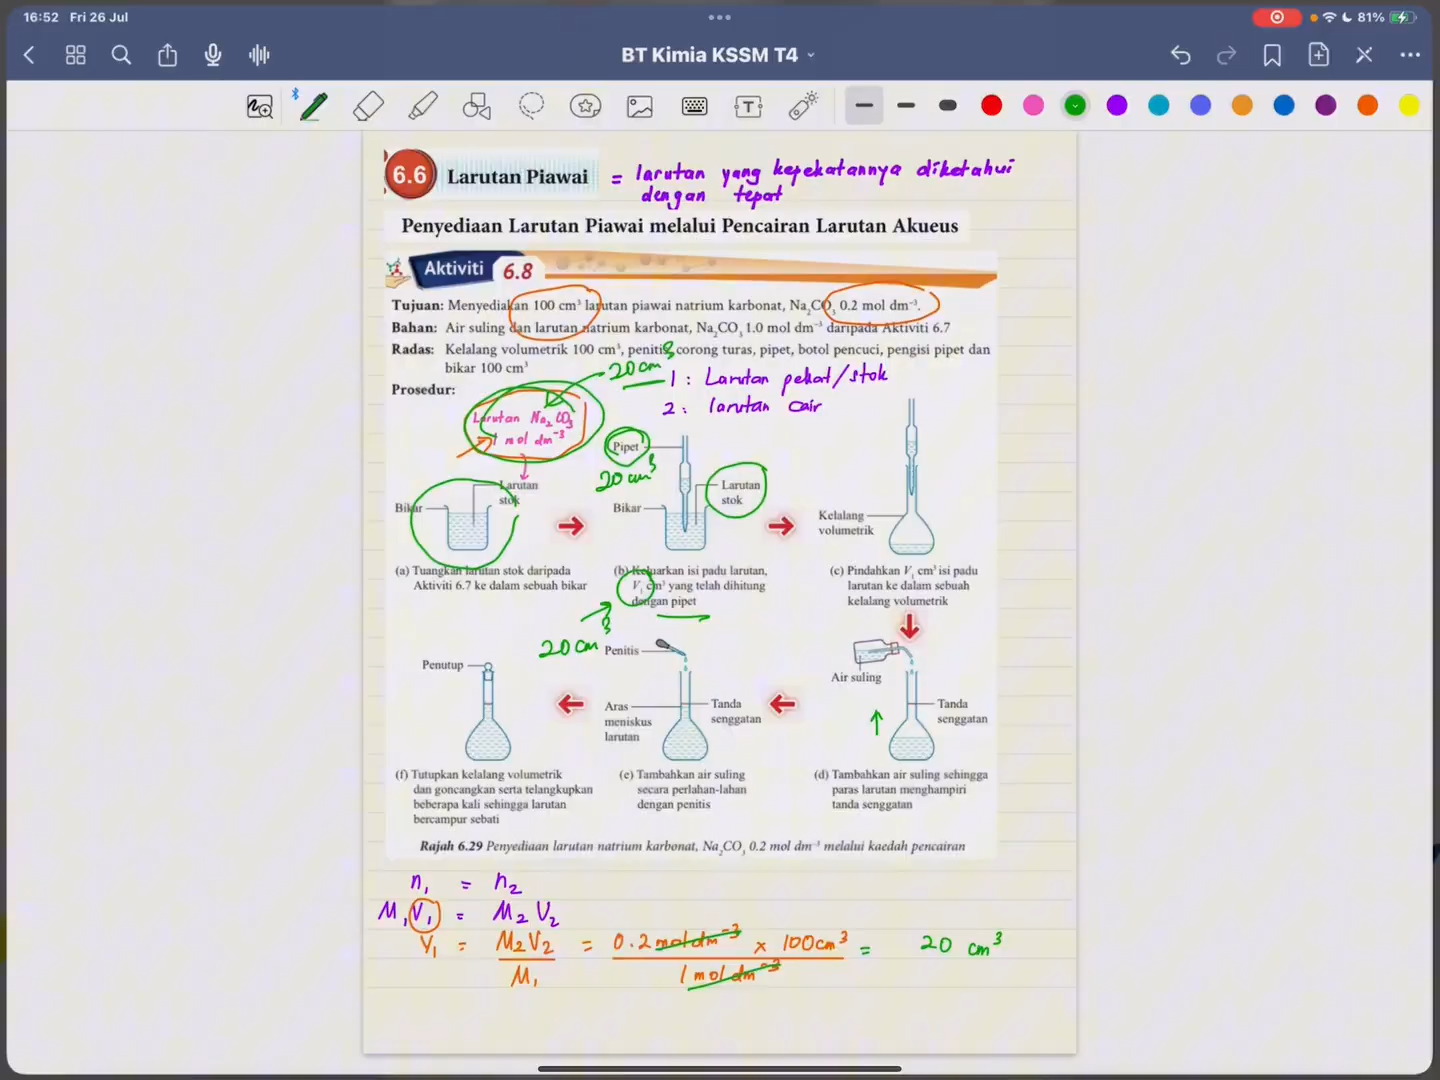 16:52 Fri 26 Jul
81%
BT Kimia KSSM T4
6.6 Larutan Piawai = larutan yang kepekatannya diketahui
dengan tepat
Penyediaan Larutan Piawai melalui Pencairan Larutan Akueus
Aktiviti 6.8
Tujuan: Menyediakan 100 cm³ larutan piawai natrium karbonat, Na₂CO₃ 0.2 mol dm⁻³.
Bahan: Air suling dan larutan natrium karbonat, Na₂CO₃ 1.0 mol dm⁻³ daripada Aktiviti 6.7
Radas: Kelalang volumetrik 100 cm³, penitis, corong turas, pipet, botol pencuci, pengisi pipet dan
bikar 100 cm³
20 cm³
1 : Larutan pekat/stok
2 : larutan cair
Prosedur:
Larutan Na₂CO₃
= 1 mol dm⁻³
Larutan
stok
Bikar
(a) Tuangkan larutan stok daripada
Aktiviti 6.7 ke dalam sebuah bikar
Pipet
20 cm³
Larutan
stok
Bikar
(b) Keluarkan isi padu larutan,
V₁ cm³ yang telah dihitung
dengan pipet
20 cm³
Kelalang
volumetrik
(c) Pindahkan V₁ cm³ isi padu
larutan ke dalam sebuah
kelalang volumetrik
Penutup
(f) Tutupkan kelalang volumetrik
dan goncangkan serta telangkupkan
beberapa kali sehingga larutan
bercampur sebati
Penitis
Aras
meniskus
larutan
Tanda
senggatan
(e) Tambahkan air suling
secara perlahan-lahan
dengan penitis
Air suling
Tanda
senggatan
(d) Tambahkan air suling sehingga
paras larutan menghampiri
tanda senggatan
Rajah 6.29 Penyediaan larutan natrium karbonat, Na₂CO₃ 0.2 mol dm⁻³ melalui kaedah pencairan
n₁ = n₂
M₁V₁ = M₂V₂
V₁ = M₂V₂ / M₁ = 0.2 mol dm⁻³ × 100 cm³ / 1 mol dm⁻³ = 20 cm³